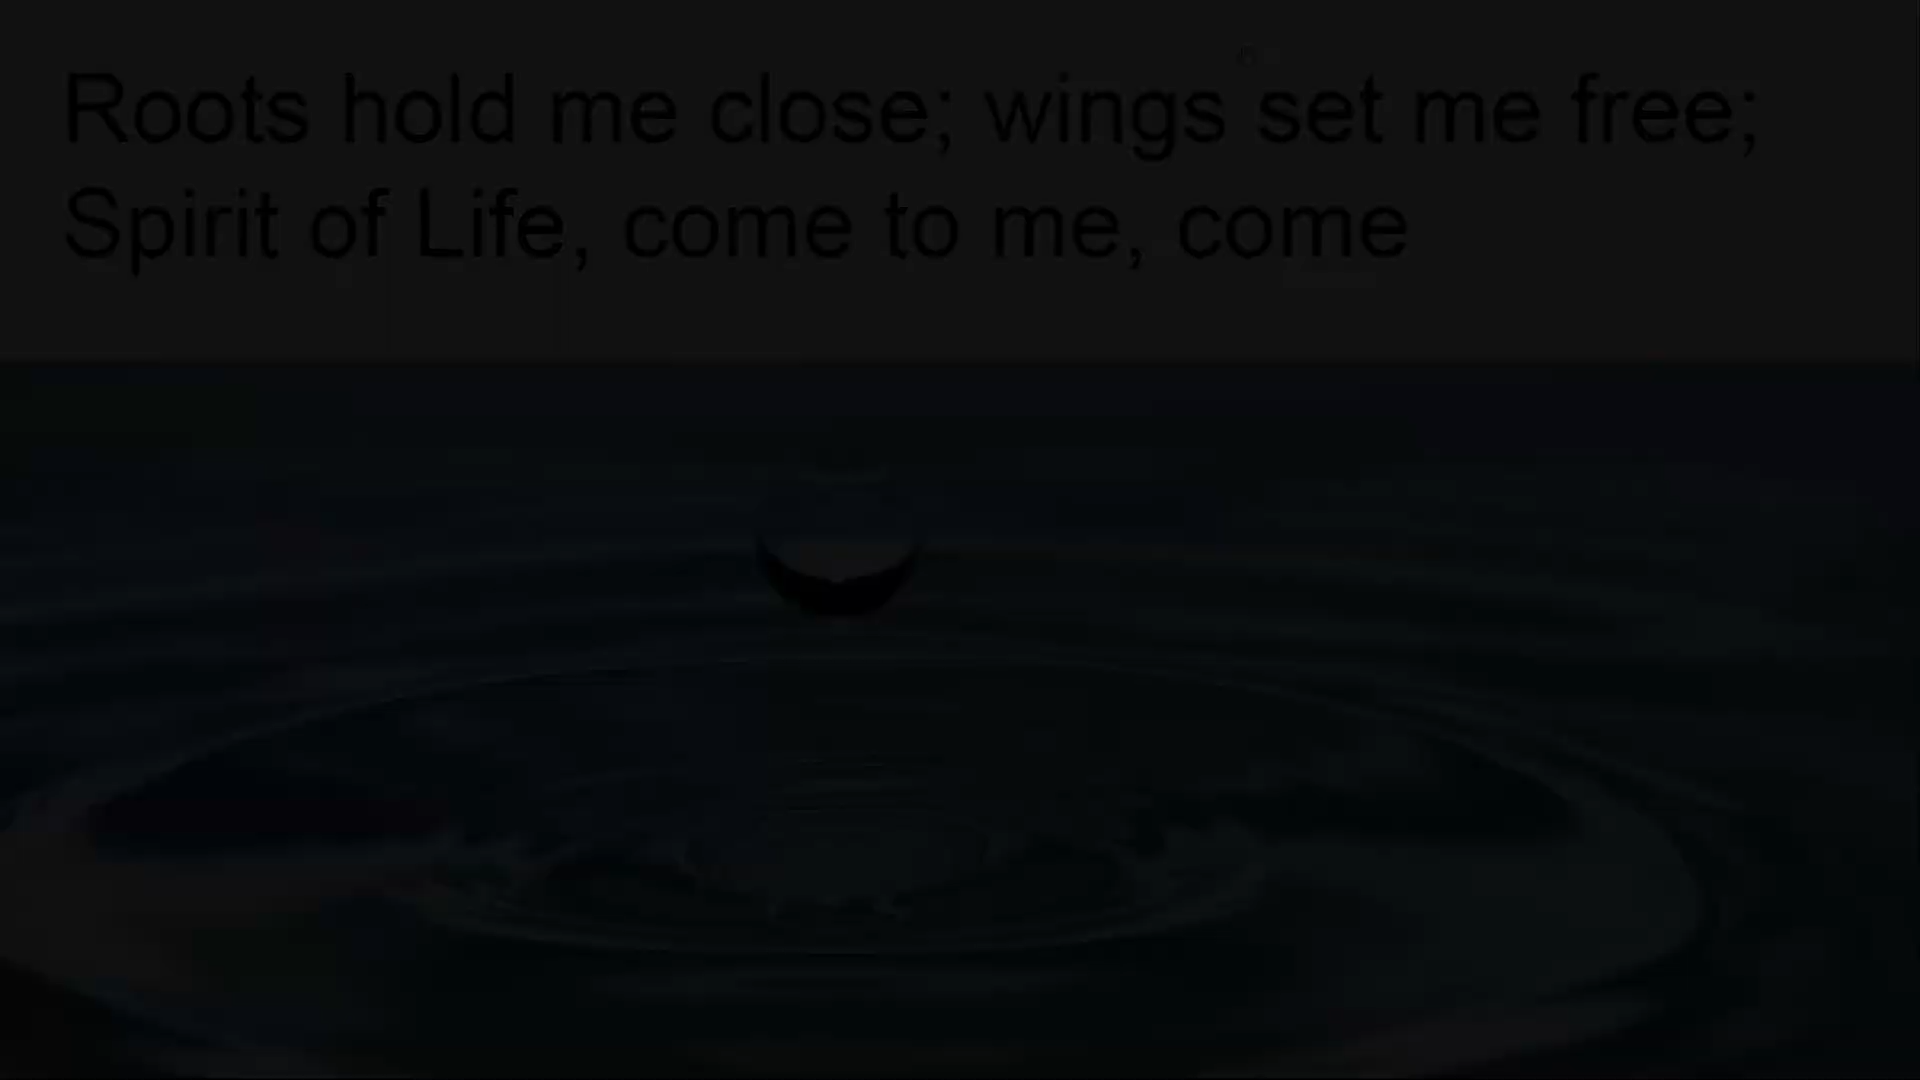 Roots hold me close; wings set me free;
Spirit of Life, come to me, come